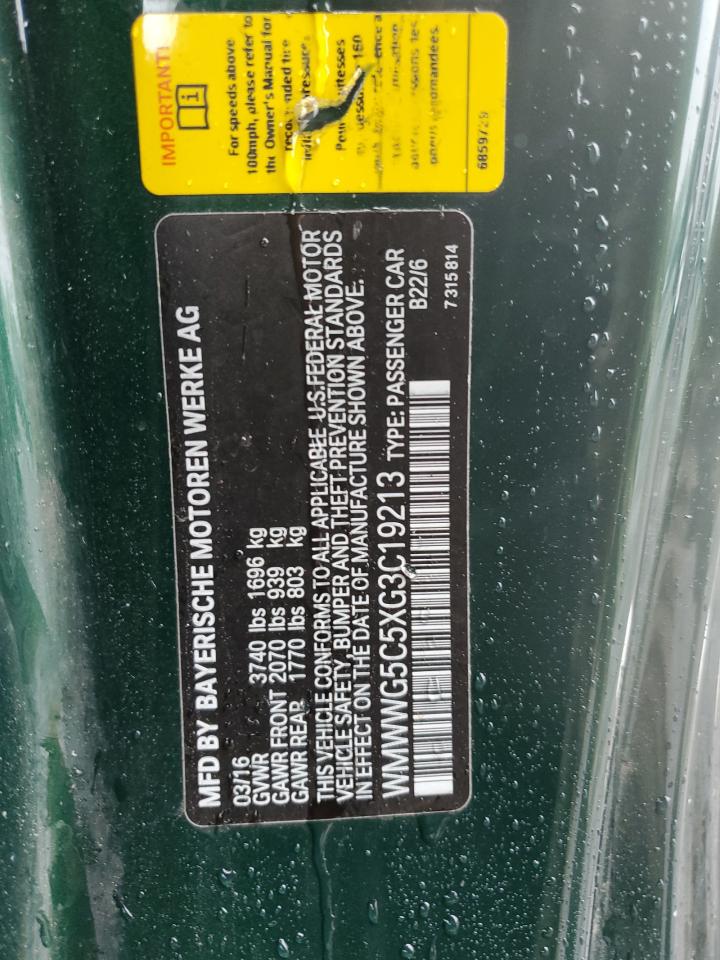 MFD BY BAYERISCHE MOTOREN WERKE AG
03/16
GVWR 3740 lbs 1696 kg
GAWR FRONT 2070 lbs 939 kg
GAWR REAR 1770 lbs 803 kg
THIS VEHICLE CONFORMS TO ALL APPLICABLE U.S.FEDERAL MOTOR
VEHICLE SAFETY, BUMPER AND THEFT PREVENTION STANDARDS
IN EFFECT ON THE DATE OF MANUFACTURE SHOWN ABOVE.
WMWWG5C5XG3C19213 TYPE: PASSENGER CAR
B22/6
7315814
IMPORTANT!
i
For speeds above
100mph, please refer to
the Owner's Manual for
tire
160
6859729